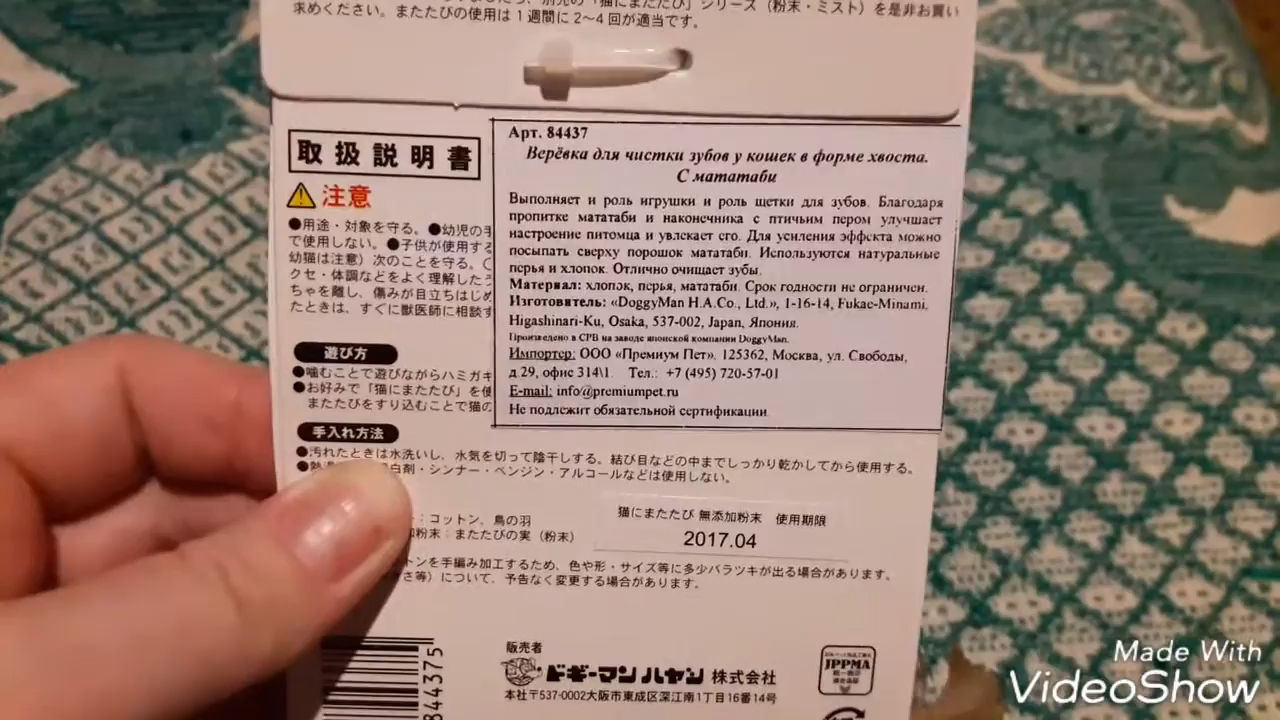 シリーズ（粉末・ミスト）を是非お買い
求めください。またたびの使用は1週間に2~4回が適当です。
取扱説明書
注意
●用途・対象を守る。●幼児の手
で使用しない。●子供が使用する
幼猫は注意）次のことを守る。
クセ・体調などをよく理解した
ちゃを離し、傷みが目立ちはじめ
たときは、すぐに獣医師に相談す
遊び方
●噛むことで遊びながらハミガキ
●お好みで「猫にまたたび」を使
またたびをすり込むことで猫の
Арт. 84437
Верёвка для чистки зубов у кошек в форме хвоста.
С мататаби
Выполняет и роль игрушки и роль щетки для зубов. Благодаря
пропитке мататаби и наконечника с птичьим пером улучшает
настроение питомца и увлекает его. Для усиления эффекта можно
посыпать сверху порошок мататаби. Используются натуральные
перья и хлопок. Отлично очищает зубы.
Материал: хлопок, перья, мататаби. Срок годности не ограничен.
Изготовитель: «DoggyMan H.A.Co., Ltd.», 1-16-14, Fukae-Minami,
Higashinari-Ku, Osaka, 537-002, Japan, Япония.
Произведено в СРВ на заводе японской компании DoggyMan.
Импортер: ООО «Премиум Пет», 125362, Москва, ул. Свободы,
д.29, офис 314\1. Тел.: +7 (495) 720-57-01
E-mail: info@premiumpet.ru
Не подлежит обязательной сертификации
手入れ方法
●汚れたときは水洗いし、水気を切って陰干しする。結び目などの中までしっかり乾かしてから使用する。
白剤・シンナー・ベンジン・アルコールなどは使用しない。
：コットン、鳥の羽
粉末：またたびの実（粉末）
猫にまたたび 無添加粉末 使用期限
2017.04
トンを手編み加工するため、色や形・サイズ等に多少バラツキが出る場合があります。
さ等）について、予告なく変更する場合があります。
844375
販売者
ドギーマンハヤシ 株式会社
本社〒537-0002大阪市東成区深江南1丁目16番14号
JPPMA
Made With
VideoShow